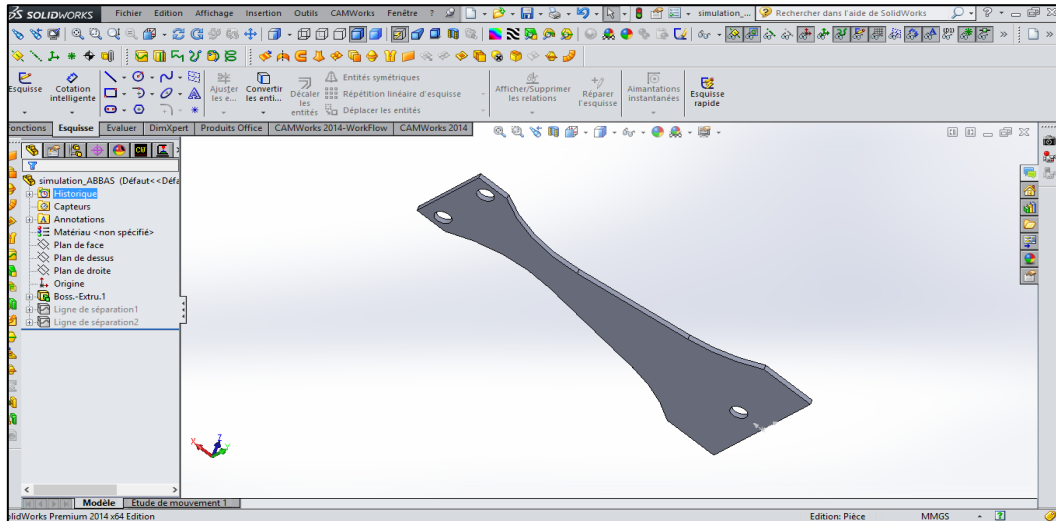 SOLIDWORKS Fichier Edition Affichage Insertion Outils CAMWorks Fenêtre ? simulation_... Rechercher dans l'aide de SolidWorks
Esquisse Cotation intelligente Ajuster les e... Convertir les enti... Décaler les entités Entités symétriques Afficher/Supprimer les relations Réparer l'esquisse Aimantations instantanées Esquisse rapide
Répétition linéaire d'esquisse
Déplacer les entités
onctions Esquisse Evaluer DimXpert Produits Office CAMWorks 2014-WorkFlow CAMWorks 2014
simulation_ABBAS (Défaut<<Défa
Historique
Capteurs
A Annotations
Matériau <non spécifié>
Plan de face
Plan de dessus
Plan de droite
Origine
Boss.-Extru.1
Ligne de séparation1
Ligne de séparation2
X Z Y
Modèle Etude de mouvement 1
olidWorks Premium 2014 x64 Edition Edition: Pièce MMGS